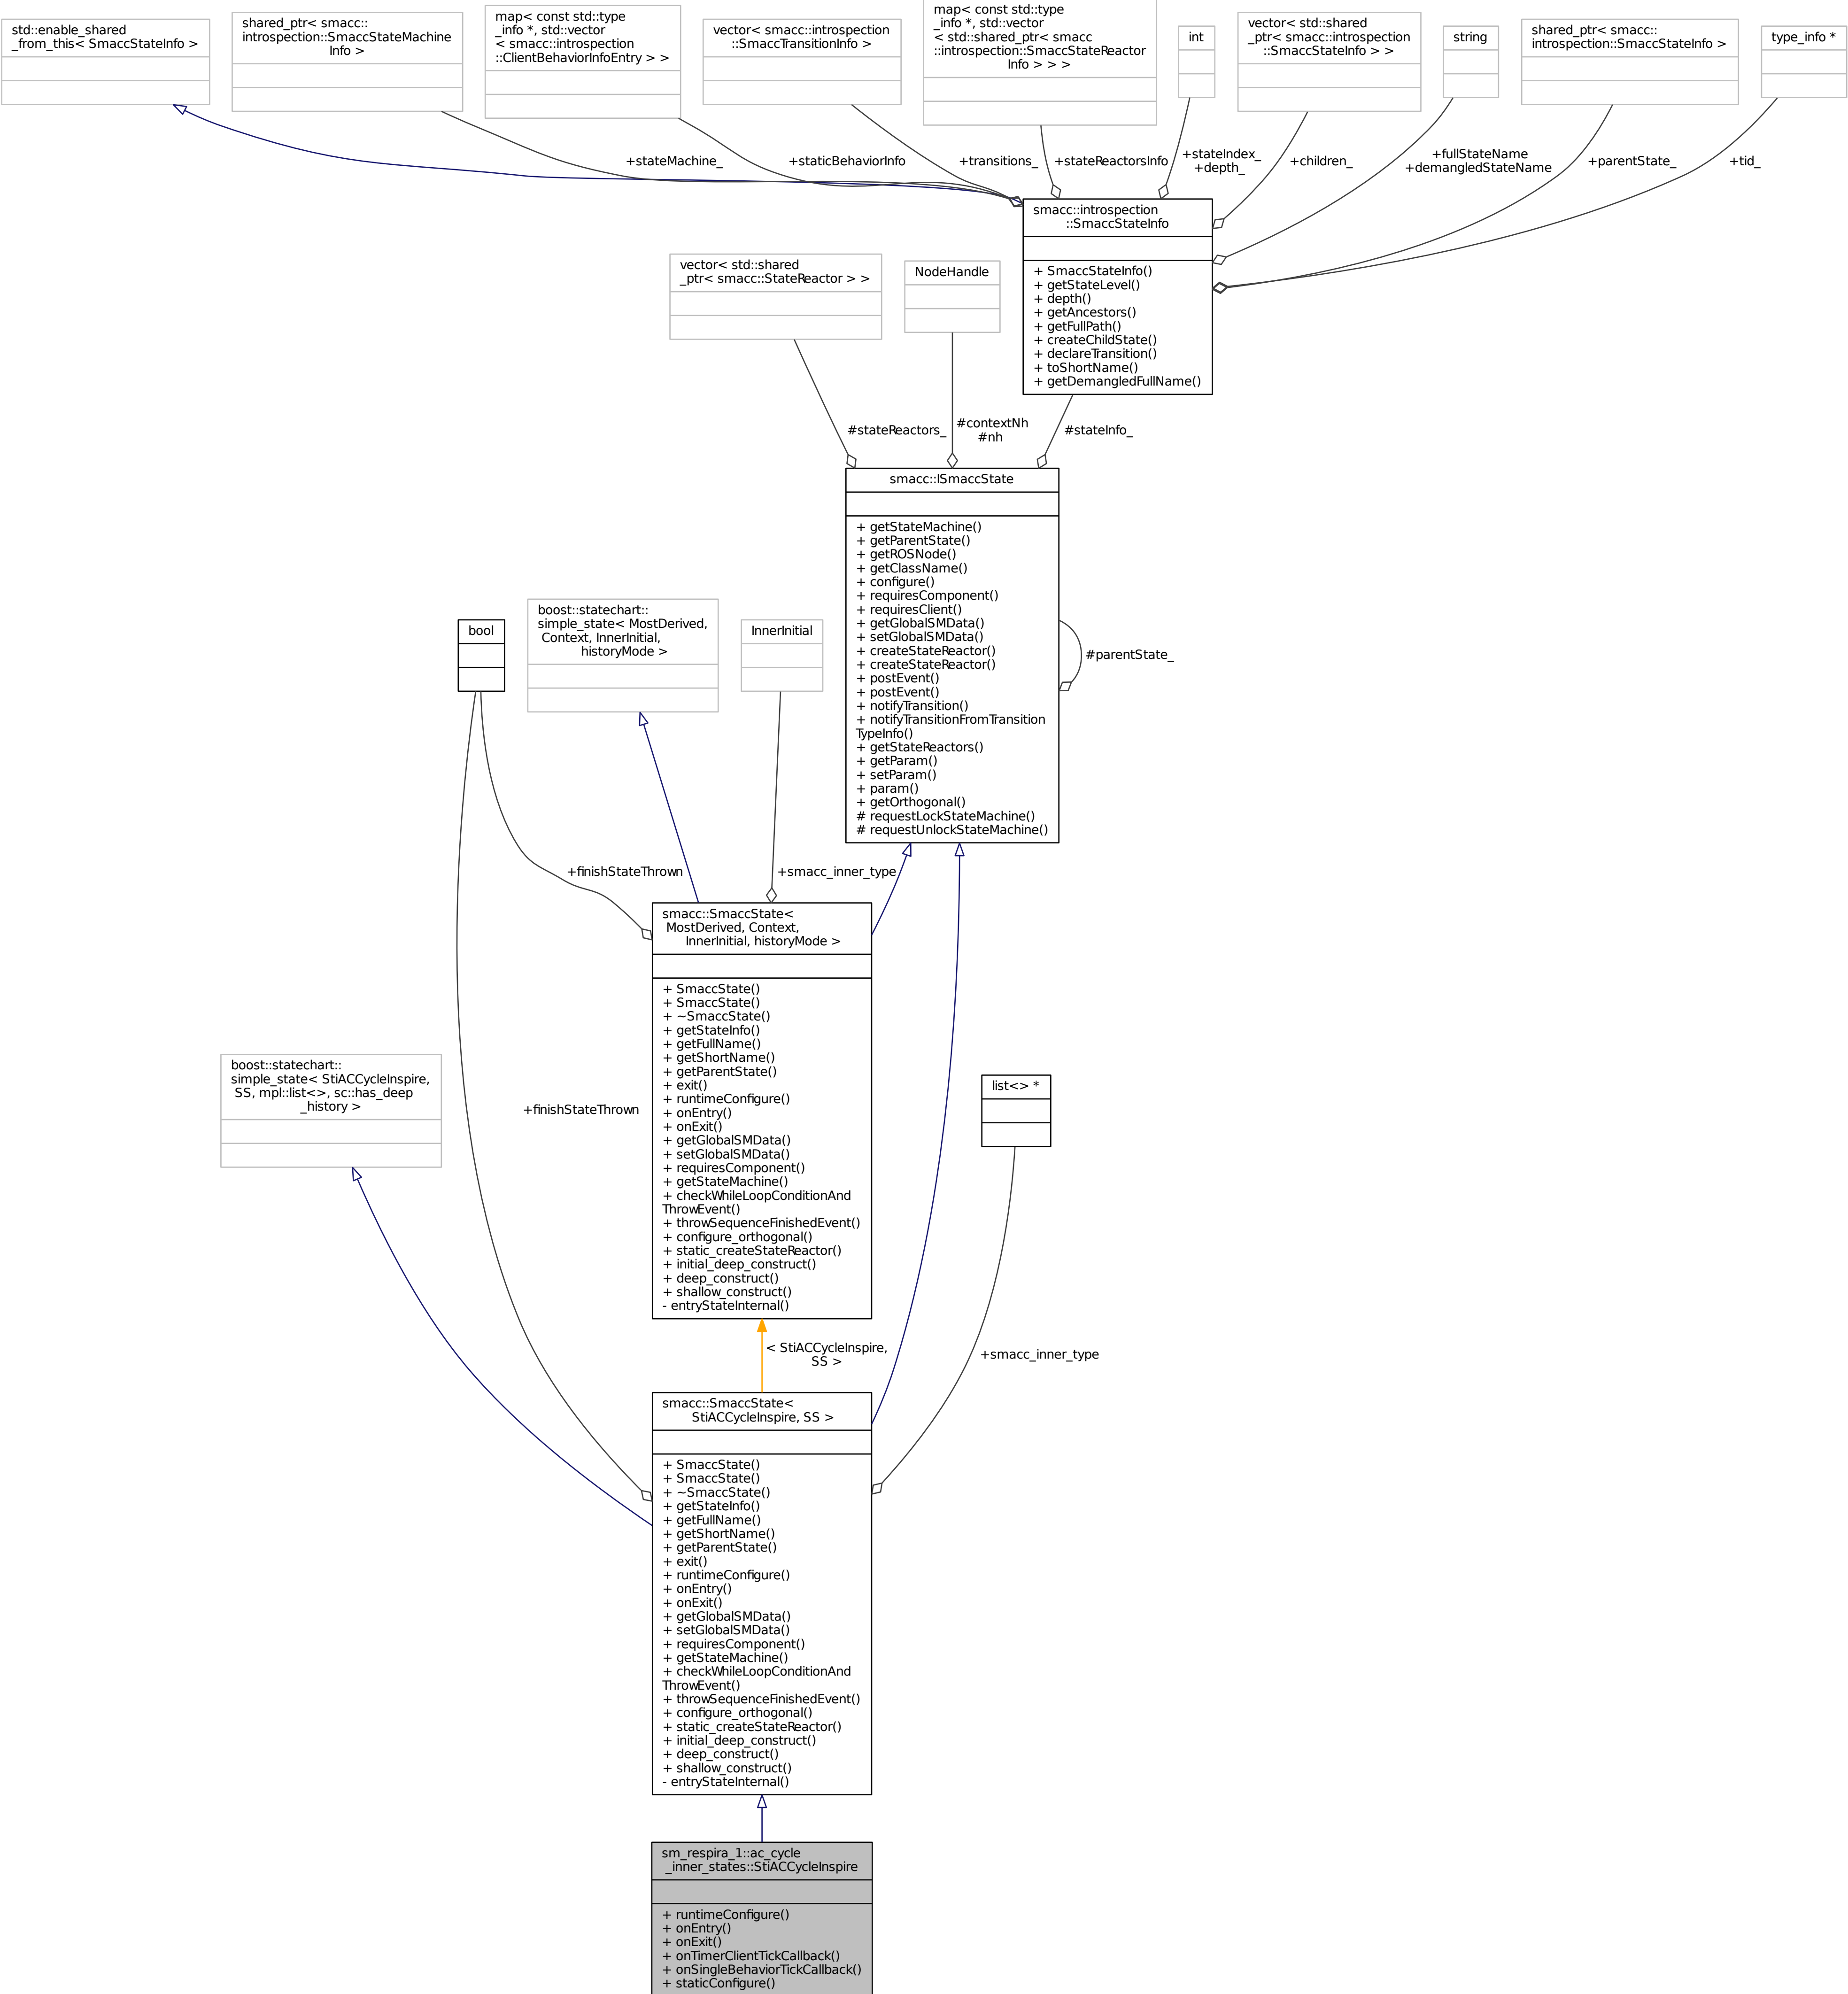 std::enable_shared
_from_this< SmaccStateInfo >
shared_ptr< smacc::
introspection::SmaccStateMachine
Info >
map< const std::type
_info *, std::vector
< smacc::introspection
::ClientBehaviorInfoEntry > >
vector< smacc::introspection
::SmaccTransitionInfo >
map< const std::type
_info *, std::vector
< std::shared_ptr< smacc
::introspection::SmaccStateReactor
Info > > >
int
vector< std::shared
_ptr< smacc::introspection
::SmaccStateInfo > >
string
shared_ptr< smacc::
introspection::SmaccStateInfo >
type_info *
+stateMachine_
+staticBehaviorInfo
+transitions_
+stateReactorsInfo
+stateIndex_
+depth_
+children_
+fullStateName
+demangledStateName
+parentState_
+tid_
smacc::introspection
::SmaccStateInfo
+ SmaccStateInfo()
+ getStateLevel()
+ depth()
+ getAncestors()
+ getFullPath()
+ createChildState()
+ declareTransition()
+ toShortName()
+ getDemangledFullName()
vector< std::shared
_ptr< smacc::StateReactor > >
NodeHandle
#stateReactors_
#contextNh
#nh
#stateInfo_
smacc::ISmaccState
+ getStateMachine()
+ getParentState()
+ getROSNode()
+ getClassName()
+ configure()
+ requiresComponent()
+ requiresClient()
+ getGlobalSMData()
+ setGlobalSMData()
+ createStateReactor()
+ createStateReactor()
+ postEvent()
+ postEvent()
+ notifyTransition()
+ notifyTransitionFromTransition
TypeInfo()
+ getStateReactors()
+ getParam()
+ setParam()
+ param()
+ getOrthogonal()
# requestLockStateMachine()
# requestUnlockStateMachine()
#parentState_
bool
boost::statechart::
simple_state< MostDerived,
Context, InnerInitial,
historyMode >
InnerInitial
+finishStateThrown
+smacc_inner_type
smacc::SmaccState<
MostDerived, Context,
InnerInitial, historyMode >
+ SmaccState()
+ SmaccState()
+ ~SmaccState()
+ getStateInfo()
+ getFullName()
+ getShortName()
+ getParentState()
+ exit()
+ runtimeConfigure()
+ onEntry()
+ onExit()
+ getGlobalSMData()
+ setGlobalSMData()
+ requiresComponent()
+ getStateMachine()
+ checkWhileLoopConditionAnd
ThrowEvent()
+ throwSequenceFinishedEvent()
+ configure_orthogonal()
+ static_createStateReactor()
+ initial_deep_construct()
+ deep_construct()
+ shallow_construct()
- entryStateInternal()
boost::statechart::
simple_state< StiACCycleInspire,
SS, mpl::list<>, sc::has_deep
_history >
+finishStateThrown
list<> *
< StiACCycleInspire,
SS >
+smacc_inner_type
smacc::SmaccState<
StiACCycleInspire, SS >
+ SmaccState()
+ SmaccState()
+ ~SmaccState()
+ getStateInfo()
+ getFullName()
+ getShortName()
+ getParentState()
+ exit()
+ runtimeConfigure()
+ onEntry()
+ onExit()
+ getGlobalSMData()
+ setGlobalSMData()
+ requiresComponent()
+ getStateMachine()
+ checkWhileLoopConditionAnd
ThrowEvent()
+ throwSequenceFinishedEvent()
+ configure_orthogonal()
+ static_createStateReactor()
+ initial_deep_construct()
+ deep_construct()
+ shallow_construct()
- entryStateInternal()
sm_respira_1::ac_cycle
_inner_states::StiACCycleInspire
+ runtimeConfigure()
+ onEntry()
+ onExit()
+ onTimerClientTickCallback()
+ onSingleBehaviorTickCallback()
+ staticConfigure()